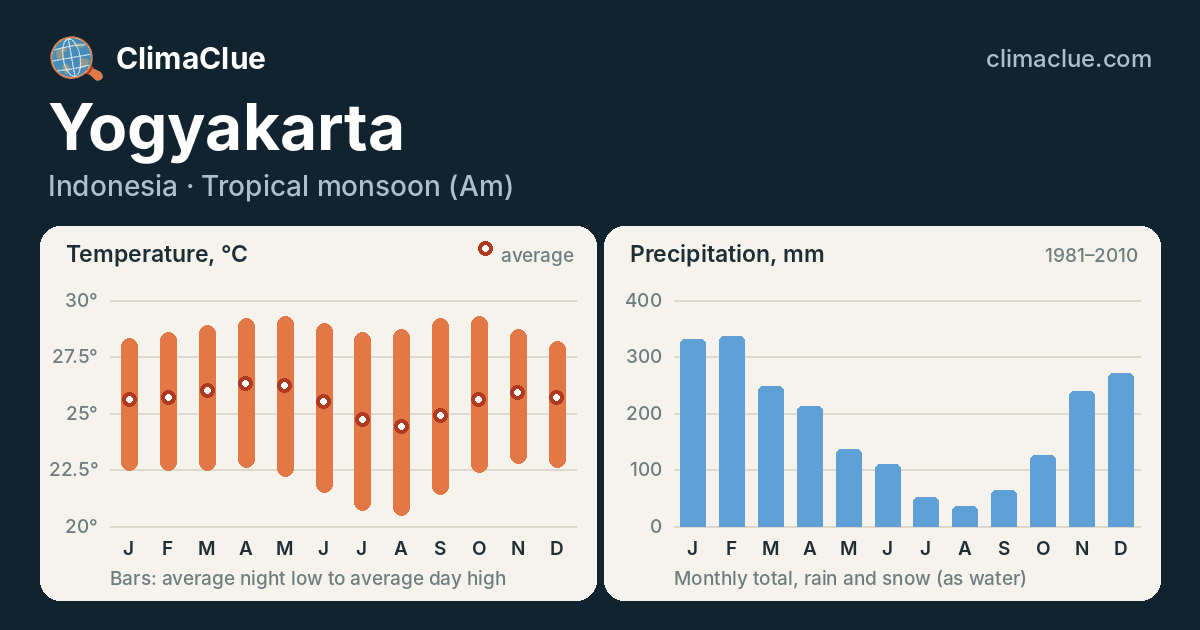 ClimaClue
climaclue.com
Yogyakarta
Indonesia · Tropical monsoon (Am)
Temperature, °C
average
30°
27.5°
25°
22.5°
20°
J F M A M J J A S O N D
Bars: average night low to average day high
Precipitation, mm
1981–2010
400
300
200
100
0
J F M A M J J A S O N D
Monthly total, rain and snow (as water)